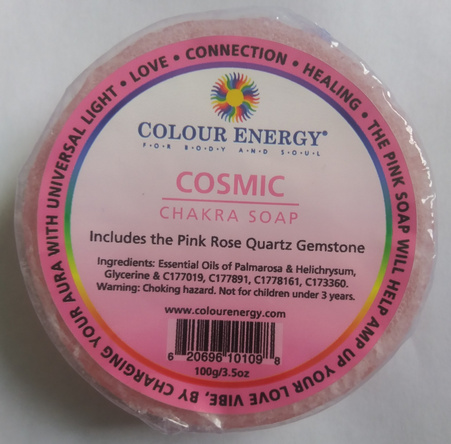 LOVE • CONNECTION • HEALING • THE PINK SOAP WILL HELP AMP UP YOUR LOVE VIBE, BY CHARGING YOUR AURA WITH UNIVERSAL LIGHT •
COLOUR ENERGY®
FOR BODY AND SOUL
COSMIC
CHAKRA SOAP
Includes the Pink Rose Quartz Gemstone
Ingredients: Essential Oils of Palmarosa & Helichrysum,
Glycerine & C177019, C177891, C1778161, C173360.
Warning: Choking hazard. Not for children under 3 years.
www.colourenergy.com
6 20696 10109 8
100g/3.5oz